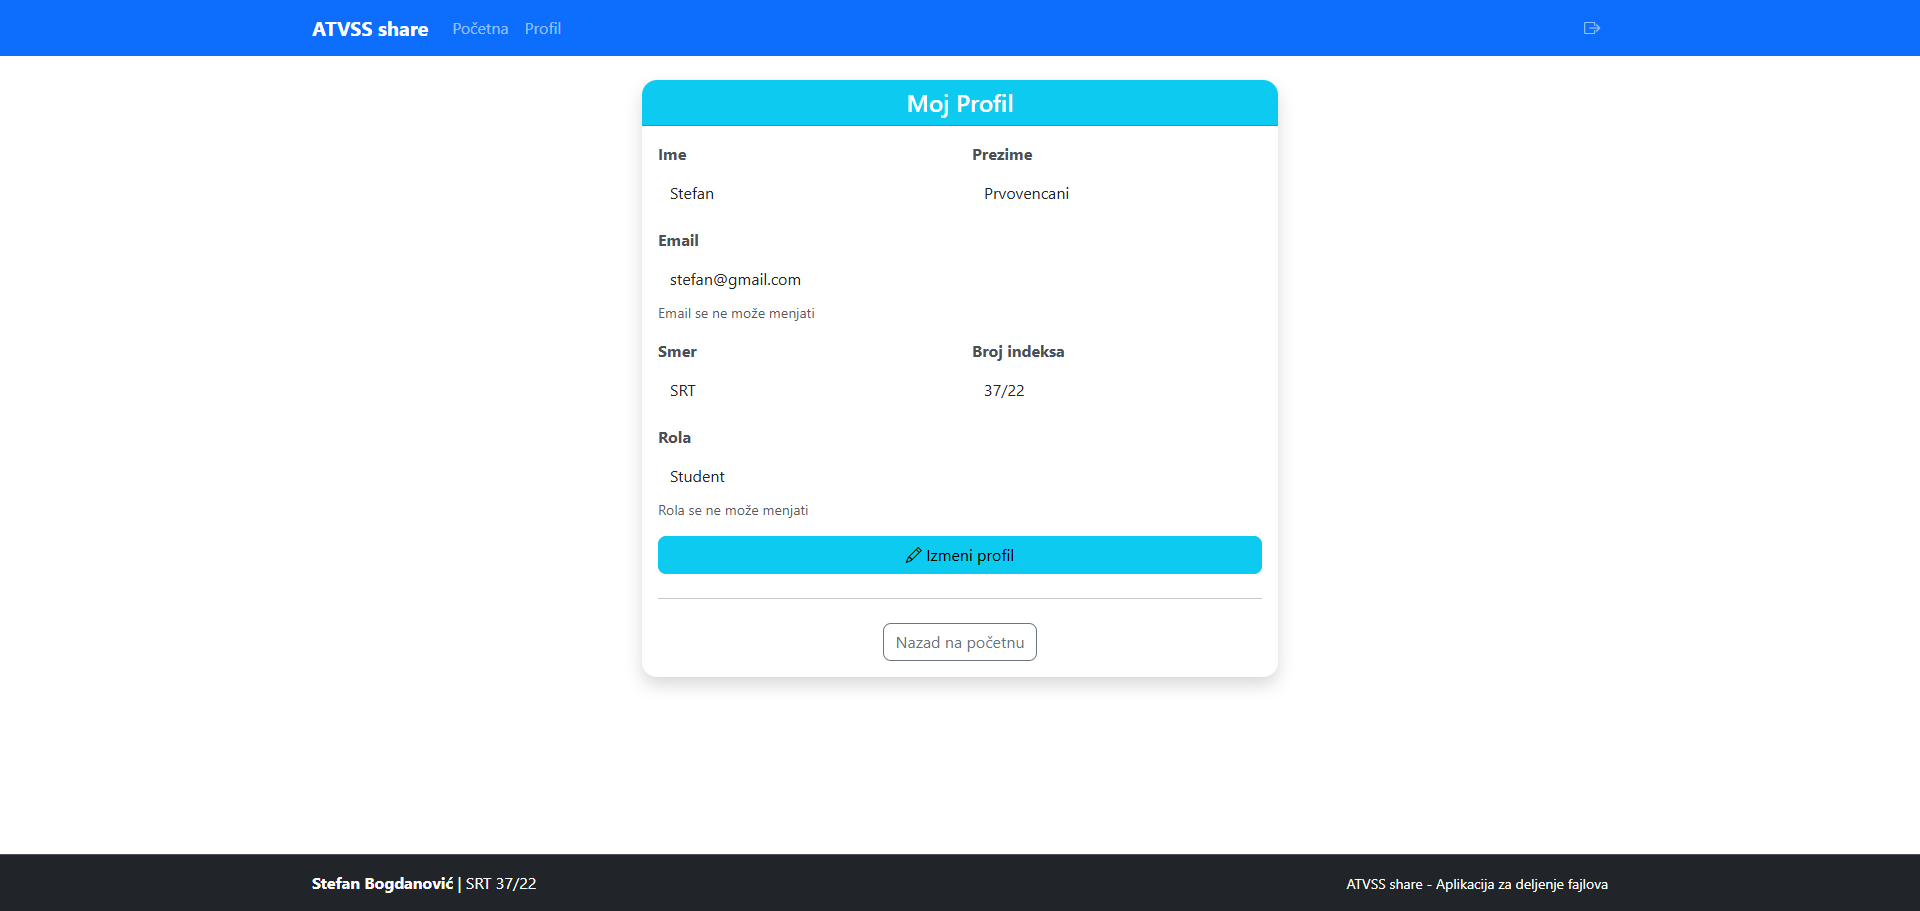 ATVSS share Početna Profil
Moj Profil
Ime Prezime
Stefan Prvovencani
Email
stefan@gmail.com
Email se ne može menjati
Smer Broj indeksa
SRT 37/22
Rola
Student
Rola se ne može menjati
Izmeni profil
Nazad na početnu
Stefan Bogdanović | SRT 37/22 ATVSS share - Aplikacija za deljenje fajlova